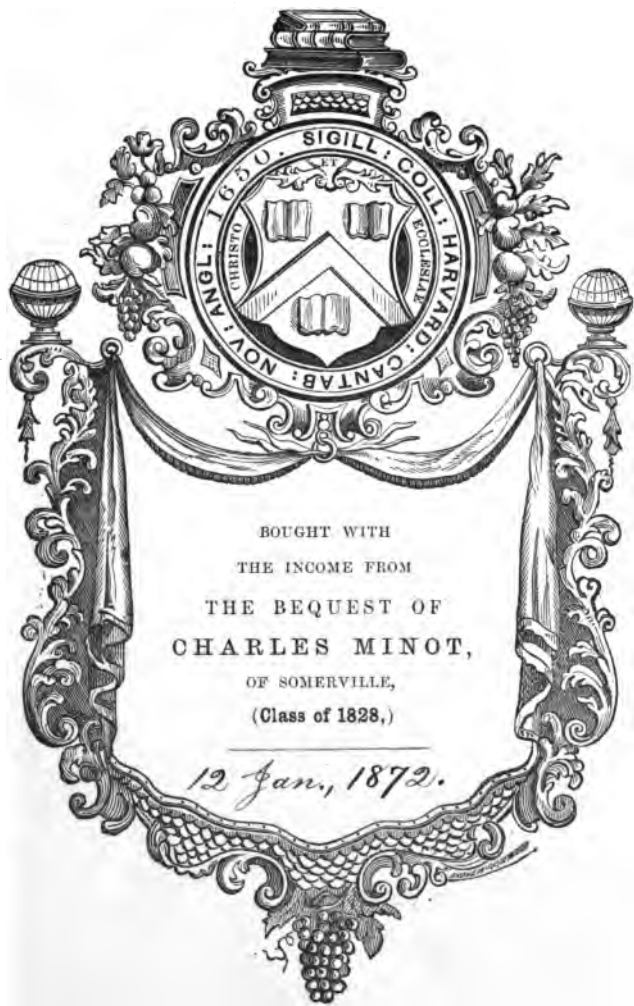 SIGILL: COLL: HARVARD: CANTAB: NOV: ANGL: 1650.
CHRISTO
ET
ECCLESIAE
BOUGHT WITH
THE INCOME FROM
THE BEQUEST OF
CHARLES MINOT,
OF SOMERVILLE,
(Class of 1828,)
12 Jan., 1872.